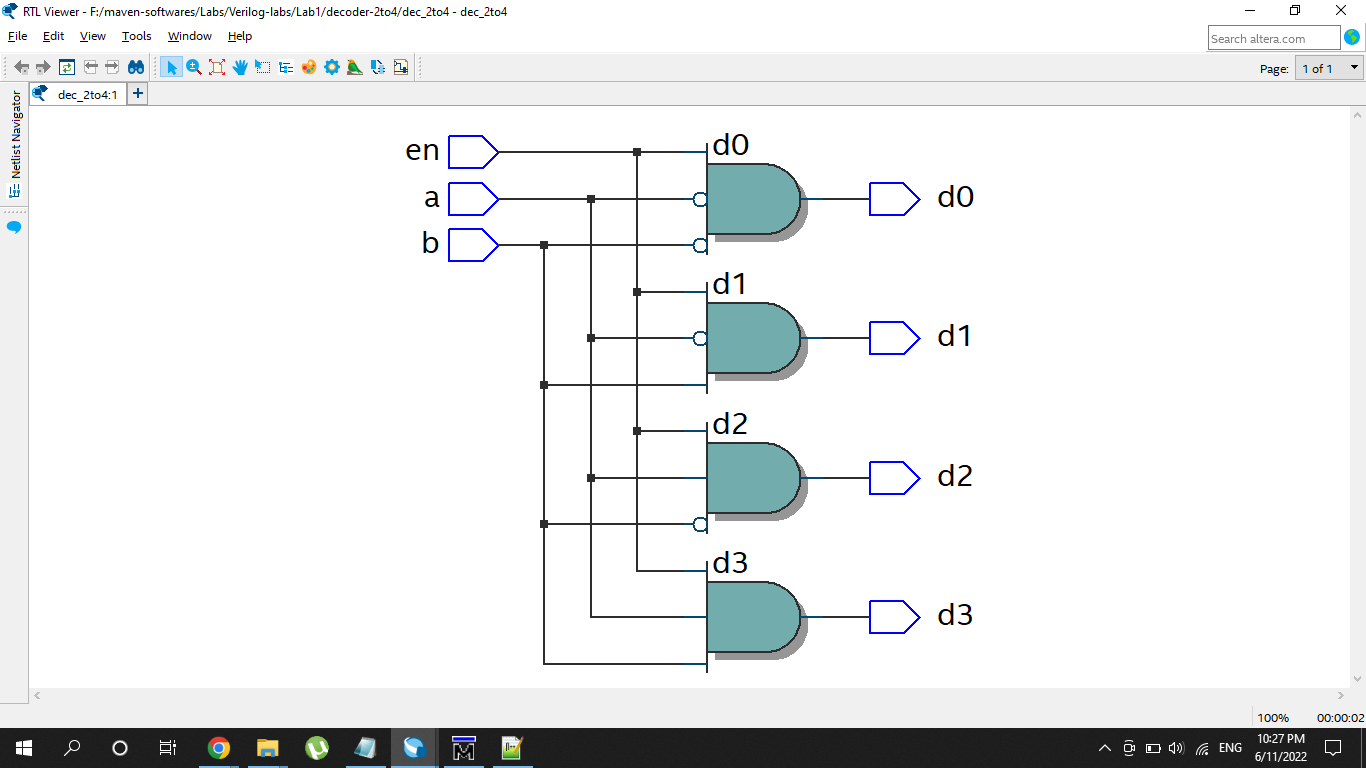 RTL Viewer - F:/maven-softwares/Labs/Verilog-labs/Lab1/decoder-2to4/dec_2to4 - dec_2to4
File Edit View Tools Window Help
Search altera.com
Page: 1 of 1
Netlist Navigator
dec_2to4:1
en
a
b
d0
d0
d1
d1
d2
d2
d3
d3
100% 00:00:02
ENG
10:27 PM
6/11/2022